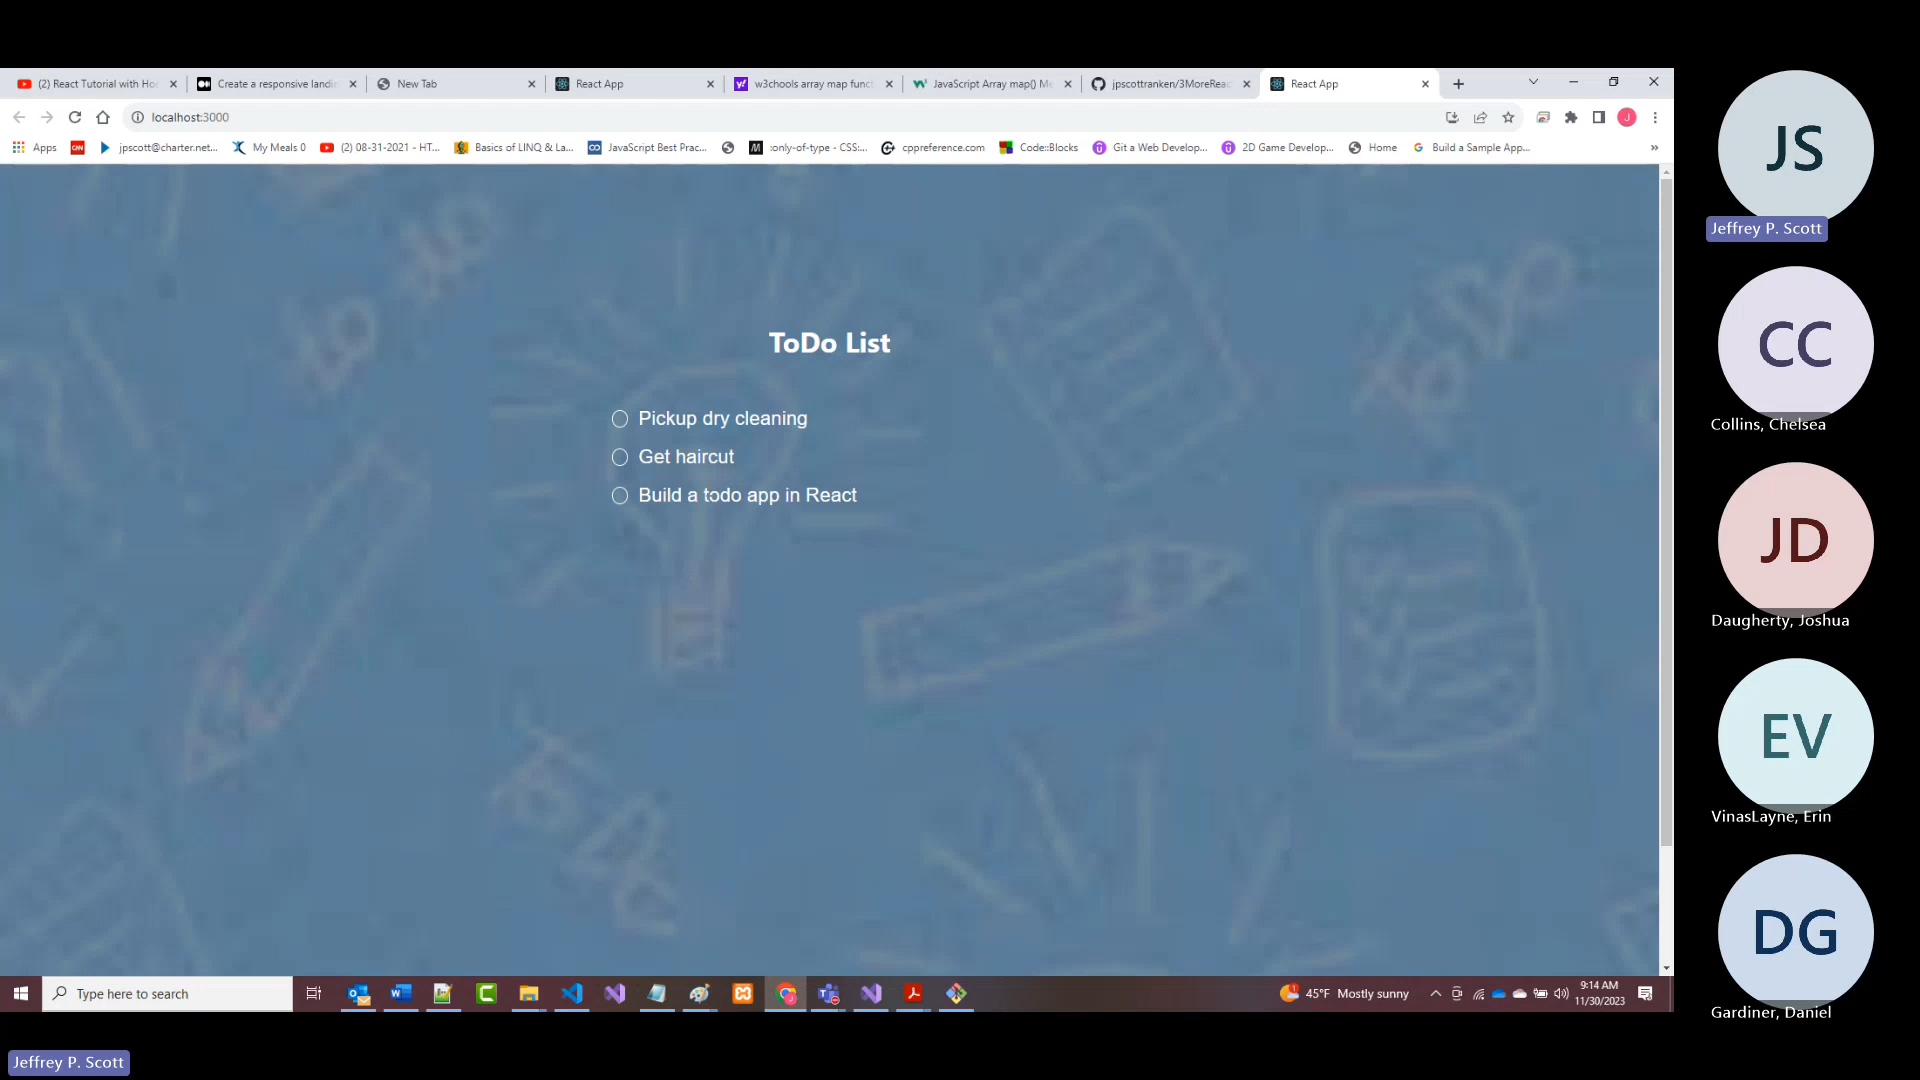 (2) React Tutorial with Ho
Create a responsive landi
New Tab
React App
w3chools array map funct
JavaScript Array map() Me
jpscottranken/3MoreReac
React App
localhost:3000
J
Apps
CNN
jpscott@charter.net...
My Meals 0
(2) 08-31-2021 - HT...
Basics of LINQ & La...
JavaScript Best Prac...
:only-of-type - CSS:...
cppreference.com
Code::Blocks
Git a Web Develop...
2D Game Develop...
Home
Build a Sample App...
ToDo List
Pickup dry cleaning
Get haircut
Build a todo app in React
Type here to search
45°F Mostly sunny
9:14 AM
11/30/2023
JS
Jeffrey P. Scott
CC
Collins, Chelsea
JD
Daugherty, Joshua
EV
VinasLayne, Erin
DG
Gardiner, Daniel
Jeffrey P. Scott